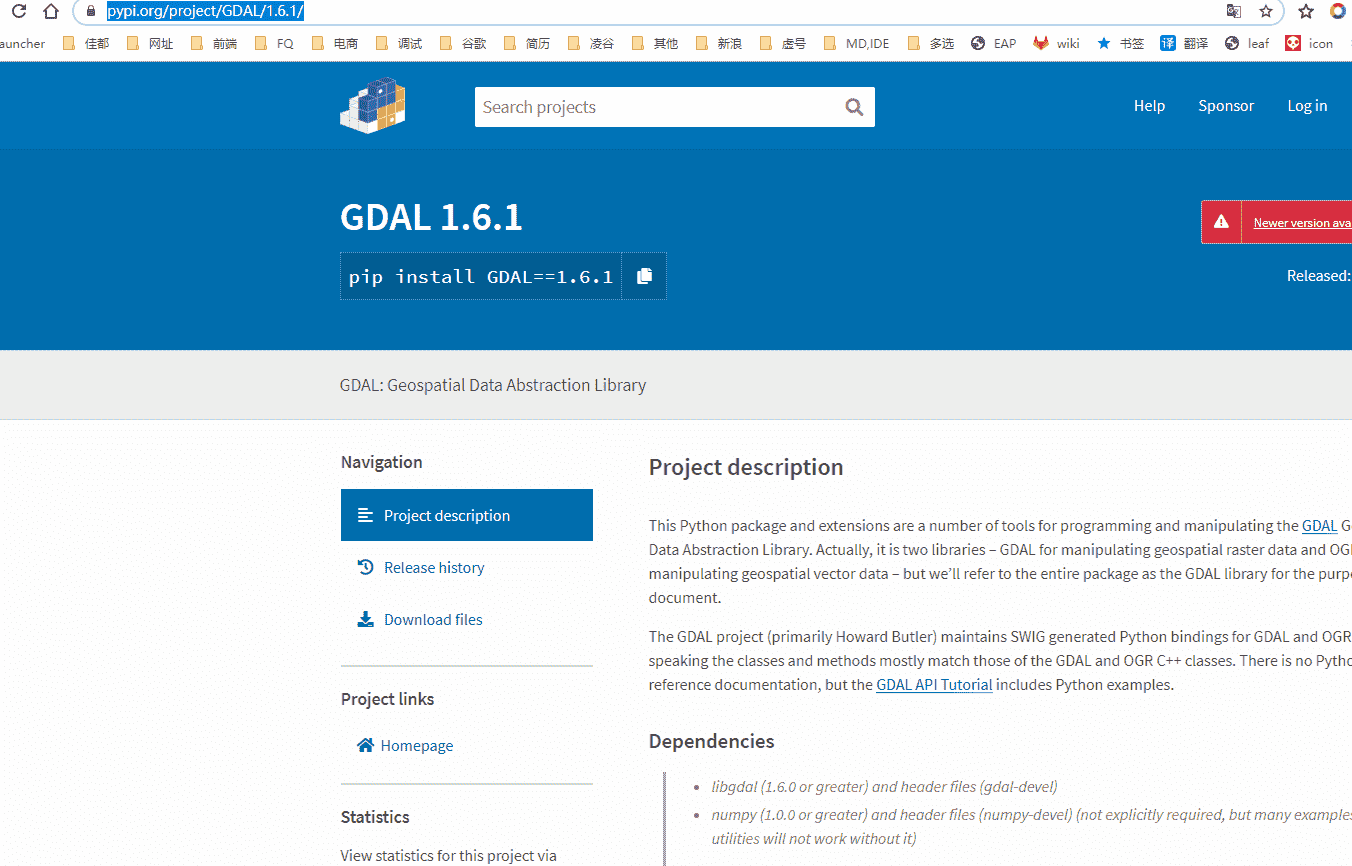 pypi.org/project/GDAL/1.6.1/
auncher 佳都 网址 前端 FQ 电商 调试 谷歌 简历 凌谷 其他 新浪 虚号 MD,IDE 多选 EAP wiki 书签 译 翻译 leaf icon
Search projects
Help Sponsor Log in
GDAL 1.6.1
Newer version ava
pip install GDAL==1.6.1
Released:
GDAL: Geospatial Data Abstraction Library
Navigation
Project description
Release history
Download files
Project links
Homepage
Statistics
View statistics for this project via
Project description
This Python package and extensions are a number of tools for programming and manipulating the GDAL G
Data Abstraction Library. Actually, it is two libraries – GDAL for manipulating geospatial raster data and OG
manipulating geospatial vector data – but we’ll refer to the entire package as the GDAL library for the purp
document.
The GDAL project (primarily Howard Butler) maintains SWIG generated Python bindings for GDAL and OGR
speaking the classes and methods mostly match those of the GDAL and OGR C++ classes. There is no Pytho
reference documentation, but the GDAL API Tutorial includes Python examples.
Dependencies
• libgdal (1.6.0 or greater) and header files (gdal-devel)
• numpy (1.0.0 or greater) and header files (numpy-devel) (not explicitly required, but many examples
utilities will not work without it)